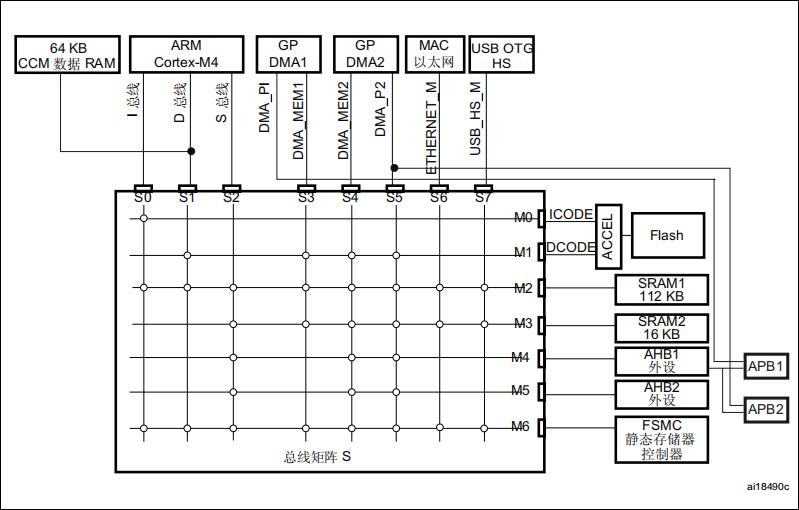 64 KB
CCM 数据 RAM
ARM
Cortex-M4
GP
DMA1
GP
DMA2
MAC
以太网
USB OTG
HS
I 总线
D 总线
S 总线
DMA_PI
DMA_MEM1
DMA_MEM2
DMA_P2
ETHERNET_M
USB_HS_M
S0
S1
S2
S3
S4
S5
S6
S7
M0
ICODE
M1
DCODE
ACCEL
Flash
M2
SRAM1
112 KB
M3
SRAM2
16 KB
M4
AHB1
外设
APB1
M5
AHB2
外设
APB2
M6
FSMC
静态存储器
控制器
总线矩阵 S
ai18490c